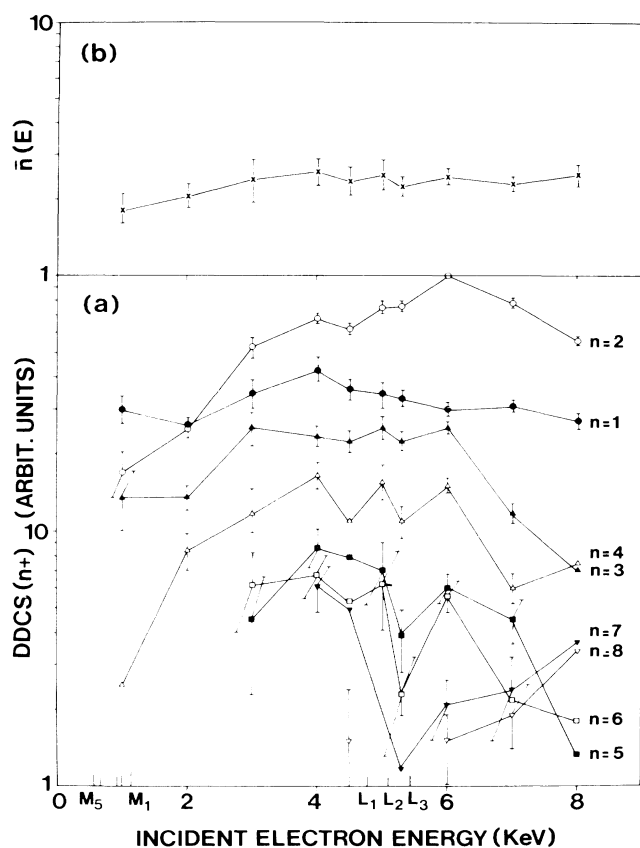 10
(b)
n̄(E)
1
(a)
n=2
n=1
DDCS(n+) (ARBIT. UNITS)
10
n=4
n=3
n=7
n=8
n=6
n=5
1
0 M5 M1 2 4 L1 L2 L3 6 8
INCIDENT ELECTRON ENERGY (KeV)